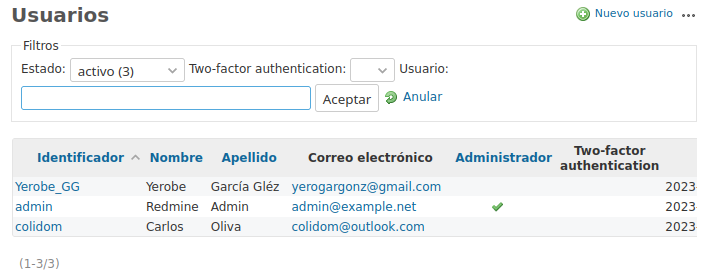 Usuarios
Nuevo usuario ...
Filtros
Estado: activo (3) Two-factor authentication: Usuario:
Aceptar Anular
Identificador Nombre Apellido Correo electrónico Administrador Two-factor authentication
Yerobe_GG Yerobe García Gléz yerogargonz@gmail.com 2023-
admin Redmine Admin admin@example.net 2023-
colidom Carlos Oliva colidom@outlook.com 2023-
(1-3/3)